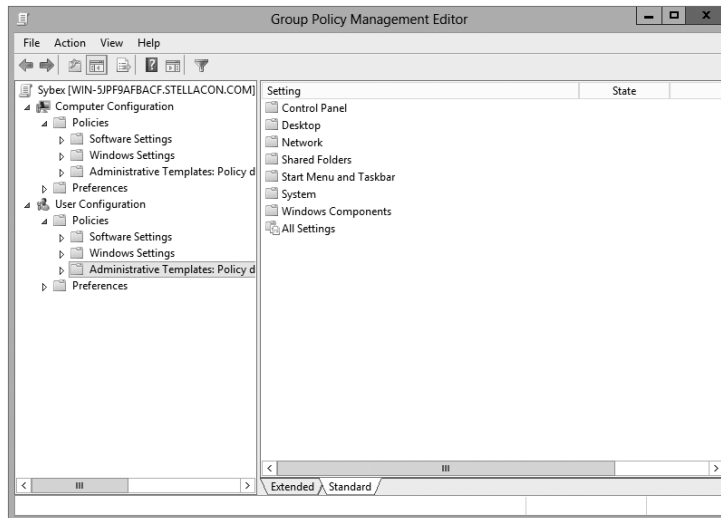 Group Policy Management Editor
File Action View Help
Sybex [WIN-5JPF9AFBACF.STELLACON.COM]
Computer Configuration
Policies
Software Settings
Windows Settings
Administrative Templates: Policy d
Preferences
User Configuration
Policies
Software Settings
Windows Settings
Administrative Templates: Policy d
Preferences
Setting State
Control Panel
Desktop
Network
Shared Folders
Start Menu and Taskbar
System
Windows Components
All Settings
Extended Standard